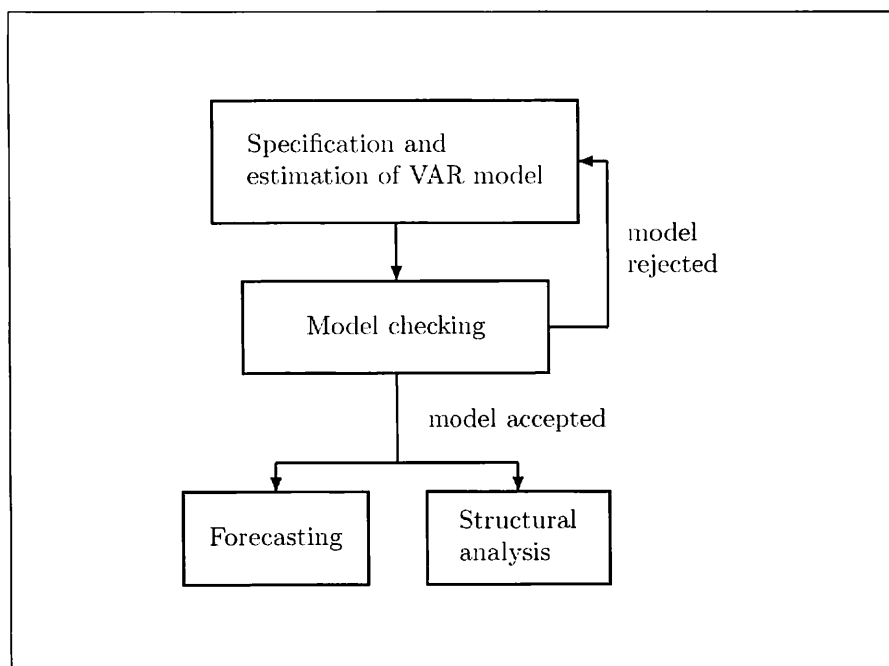 Specification and
estimation of VAR model
model
rejected
Model checking
model accepted
Forecasting
Structural
analysis